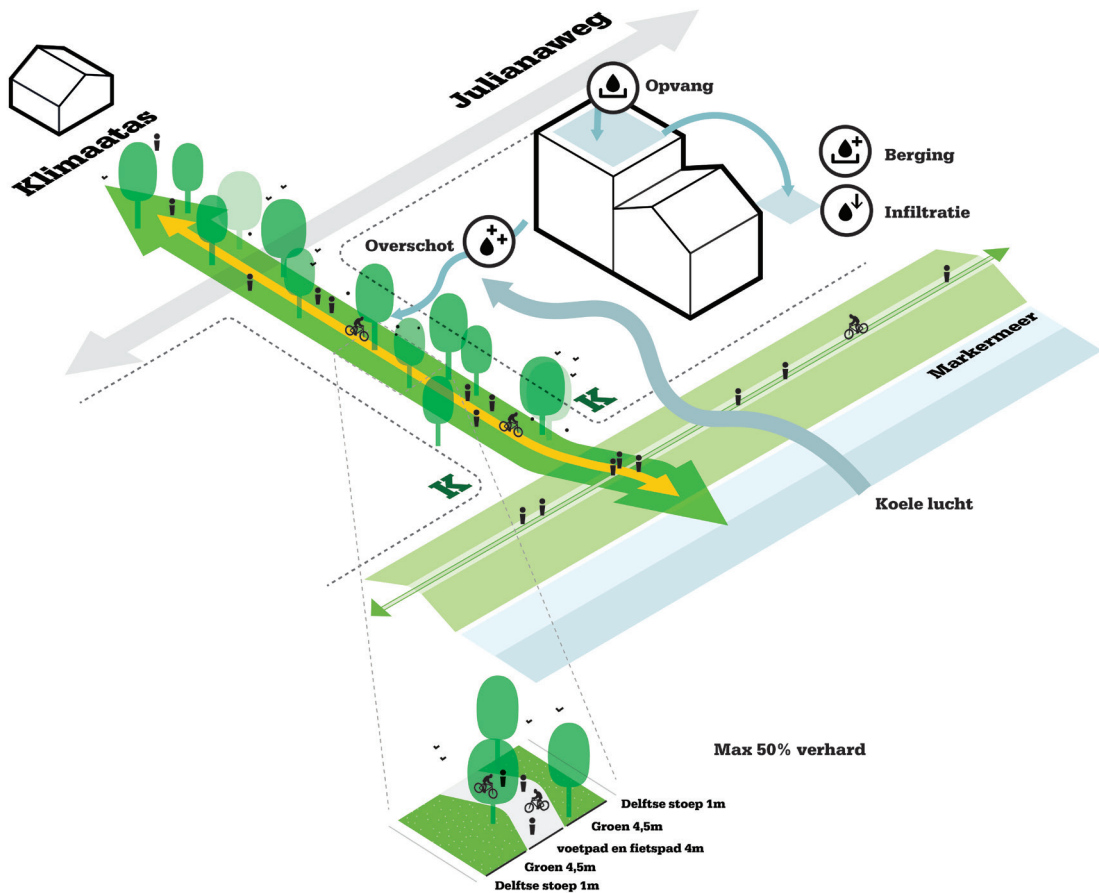 Klimaatas
Julianaweg
Opvang
Berging
Infiltratie
Overschot
Markermeer
K
K
Koele lucht
Max 50% verhard
Delftse stoep 1m
Groen 4,5m
voetpad en fietspad 4m
Groen 4,5m
Delftse stoep 1m